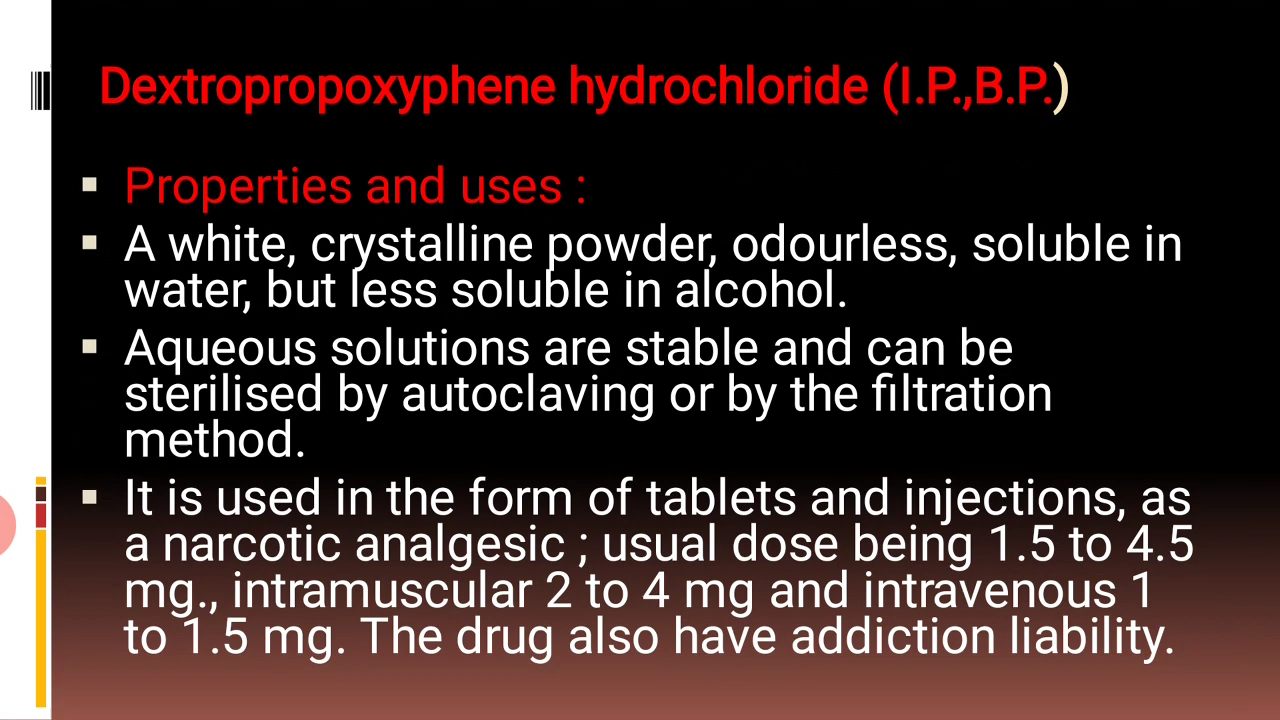 Dextropropoxyphene hydrochloride (I.P.,B.P.)
Properties and uses :
A white, crystalline powder, odourless, soluble in
water, but less soluble in alcohol.
Aqueous solutions are stable and can be
sterilised by autoclaving or by the filtration
method.
It is used in the form of tablets and injections, as
a narcotic analgesic ; usual dose being 1.5 to 4.5
mg., intramuscular 2 to 4 mg and intravenous 1
to 1.5 mg. The drug also have addiction liability.